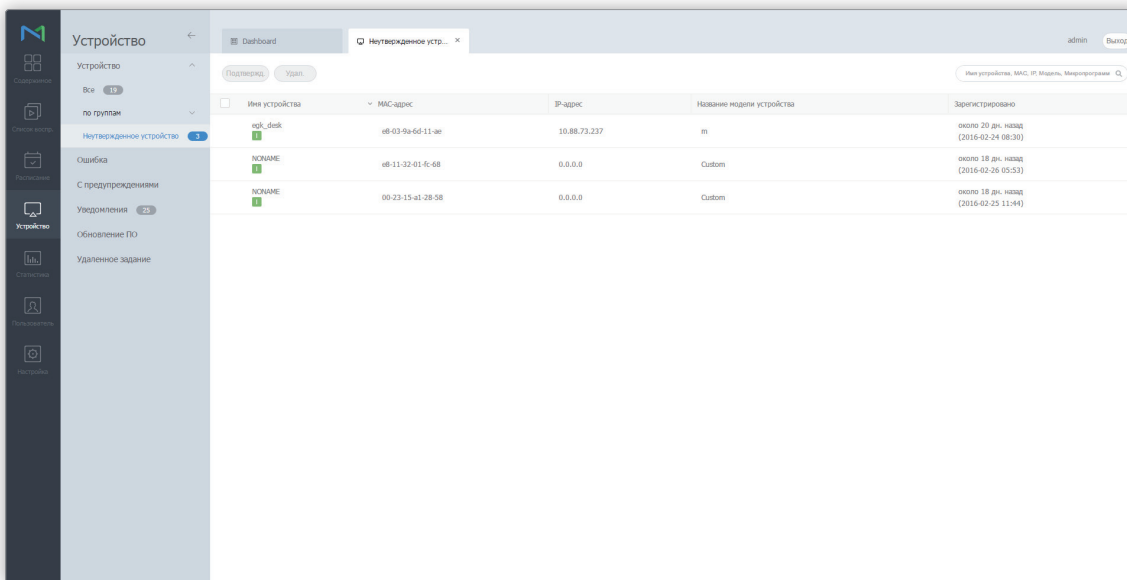 Содержимое
Список воспр.
Расписание
Устройство
Статистика
Пользователь
Настройка
Устройство
Устройство
Все 19
по группам
Неутвержденное устройство 3
Ошибка
С предупреждениями
Уведомления 25
Обновление ПО
Удаленное задание
Dashboard
Неутвержденное устр... ×
admin
Выход
Подтвержд.
Удал.
Имя устройства, MAC, IP, Модель, Микропрограмм
Имя устройства MAC-адрес IP-адрес Название модели устройства Зарегистрировано
egk_desk e8-03-9a-6d-11-ae 10.88.73.237 m около 20 дн. назад
I (2016-02-24 08:30)
NONAME e8-11-32-01-fc-68 0.0.0.0 Custom около 18 дн. назад
I (2016-02-26 05:53)
NONAME 00-23-15-a1-28-58 0.0.0.0 Custom около 18 дн. назад
I (2016-02-25 11:44)